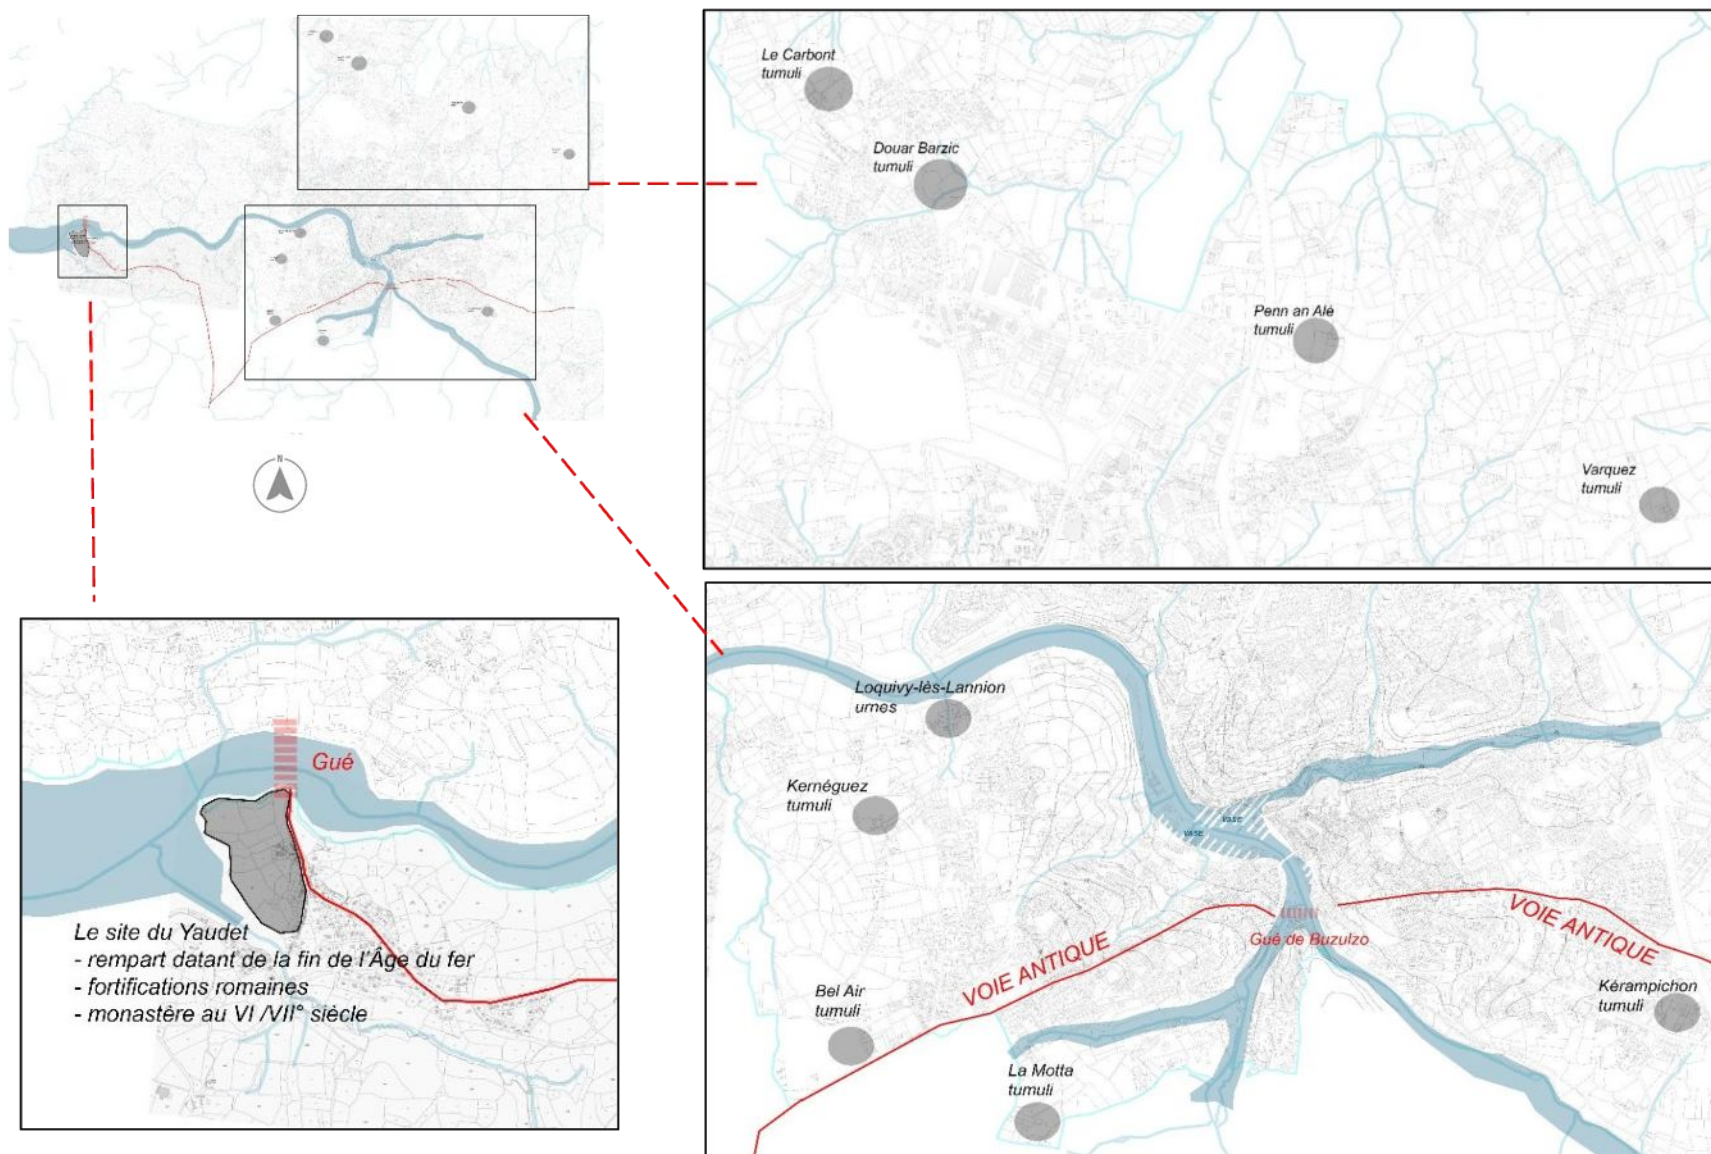 N
Le Carbont
tumuli
Douar Barzic
tumuli
Penn an Alé
tumuli
Varquez
tumuli
Gué
Le site du Yaudet
- rempart datant de la fin de l'Âge du fer
- fortifications romaines
- monastère au VI /VII° siècle
Loquivy-lès-Lannion
urnes
Kernéguez
tumuli
VASE
VASE
VOIE ANTIQUE
Gué de Buzulzo
VOIE ANTIQUE
Bel Air
tumuli
Kérampichon
tumuli
La Motta
tumuli